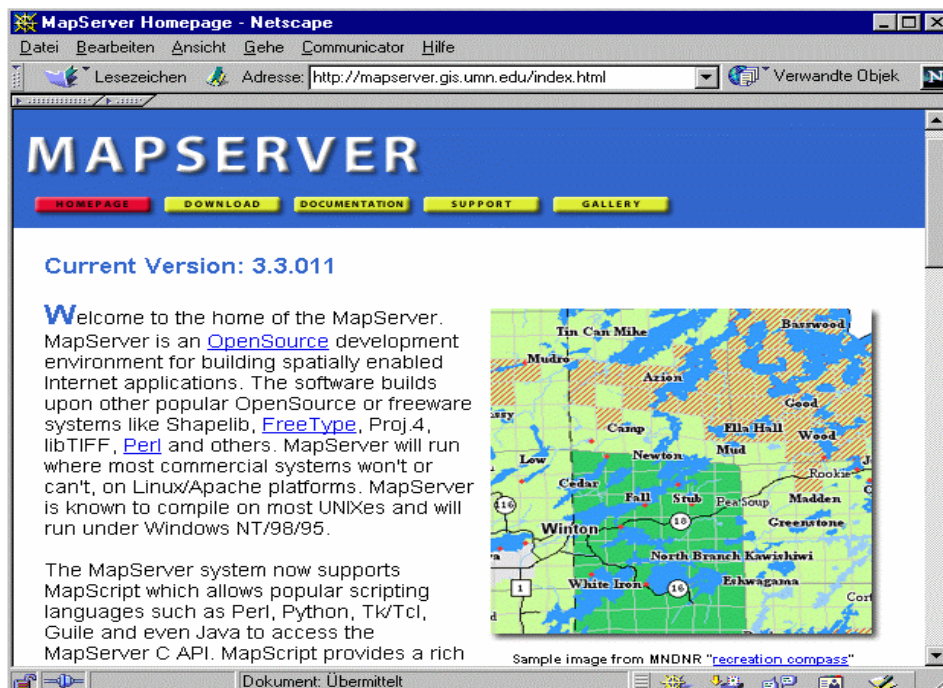 MapServer Homepage - Netscape
Datei Bearbeiten Ansicht Gehe Communicator Hilfe
Lesezeichen Adresse: http://mapserver.gis.umn.edu/index.html Verwandte Objek N
MAPSERVER
HOMEPAGE DOWNLOAD DOCUMENTATION SUPPORT GALLERY
Current Version: 3.3.011
Welcome to the home of the MapServer.
MapServer is an OpenSource development
environment for building spatially enabled
Internet applications. The software builds
upon other popular OpenSource or freeware
systems like Shapelib, FreeType, Proj.4,
libTIFF, Perl and others. MapServer will run
where most commercial systems won't or
can't, on Linux/Apache platforms. MapServer
is known to compile on most UNIXes and will
run under Windows NT/98/95.
The MapServer system now supports
MapScript which allows popular scripting
languages such as Perl, Python, Tk/Tcl,
Guile and even Java to access the
MapServer C API. MapScript provides a rich
Tin Can Mike Basswood
Mudro
Azion
Good
ssy Camp Ella Hall Wood
Low Newton Mud
Cedar Rookie
Fall Stub Pea Soup Madden
116
Winton 18 Greenstone
North Branch Kawishiwi
1 White Iron 16 Eshwagama
Cort
Sample image from MNDNR "recreation compass"
Dokument: Übermittelt